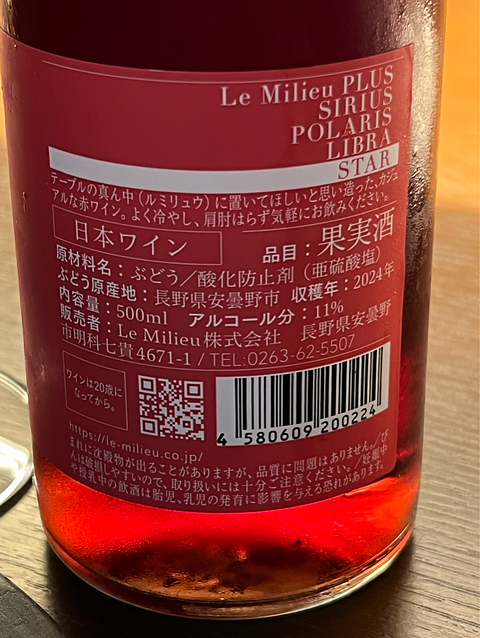 Le Milieu PLUS
SIRIUS
POLARIS
LIBRA
STAR
テーブルの真ん中（ルミリュウ）に置いてほしいと思い造った、カジュ
アルな赤ワイン。よく冷やし、肩肘はらず気軽にお飲みください。
日本ワイン
品目：果実酒
原材料名：ぶどう／酸化防止剤（亜硫酸塩）
ぶどう原産地：長野県安曇野市 収穫年：2024年
内容量：500ml アルコール分：11%
販売者：Le Milieu株式会社 長野県安曇野
市明科七貴4671-1 / TEL:0263-62-5507
ワインは20歳に
なってから。
4 580609 200224
https://le-milieu.co.jp/
まれに沈殿物が出ることがありますが、品質に問題はありません。/び
んは破損しやすいので、取り扱いには十分ご注意ください。/妊娠中
や授乳中の飲酒は胎児、乳児の発育に影響を与える恐れがあります。